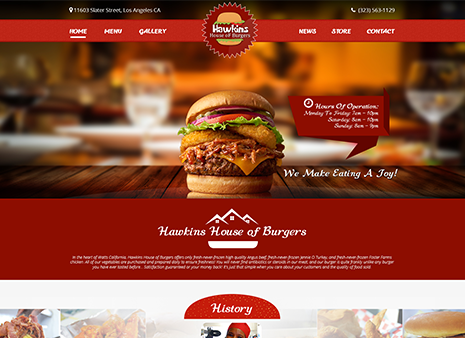 11603 Slater Street, Los Angeles CA
(323) 563-1129
HOME MENU GALLERY
Hawkins
House of Burgers
NEWS STORE CONTACT
Hours Of Operation:
Monday To Friday 7am - 10pm
Saturday: 8am - 10pm
Sunday: 8am - 9pm
We Make Eating A Joy!
Hawkins House of Burgers
In the heart of Watts California, Hawkins House of Burgers offers only fresh-never frozen high quality Angus beef, fresh-never frozen Jennie O Turkey, and fresh-never frozen Foster Farms
chicken. All of our vegetables are purchased and prepared daily to ensure freshness! You will never find antibiotics or steroids in our meat, and our burger is quite frankly unlike any burger
you have ever tasted before . Satisfaction guaranteed or your money back! It's just that simple when you care about your customers and the quality of food sold.
History